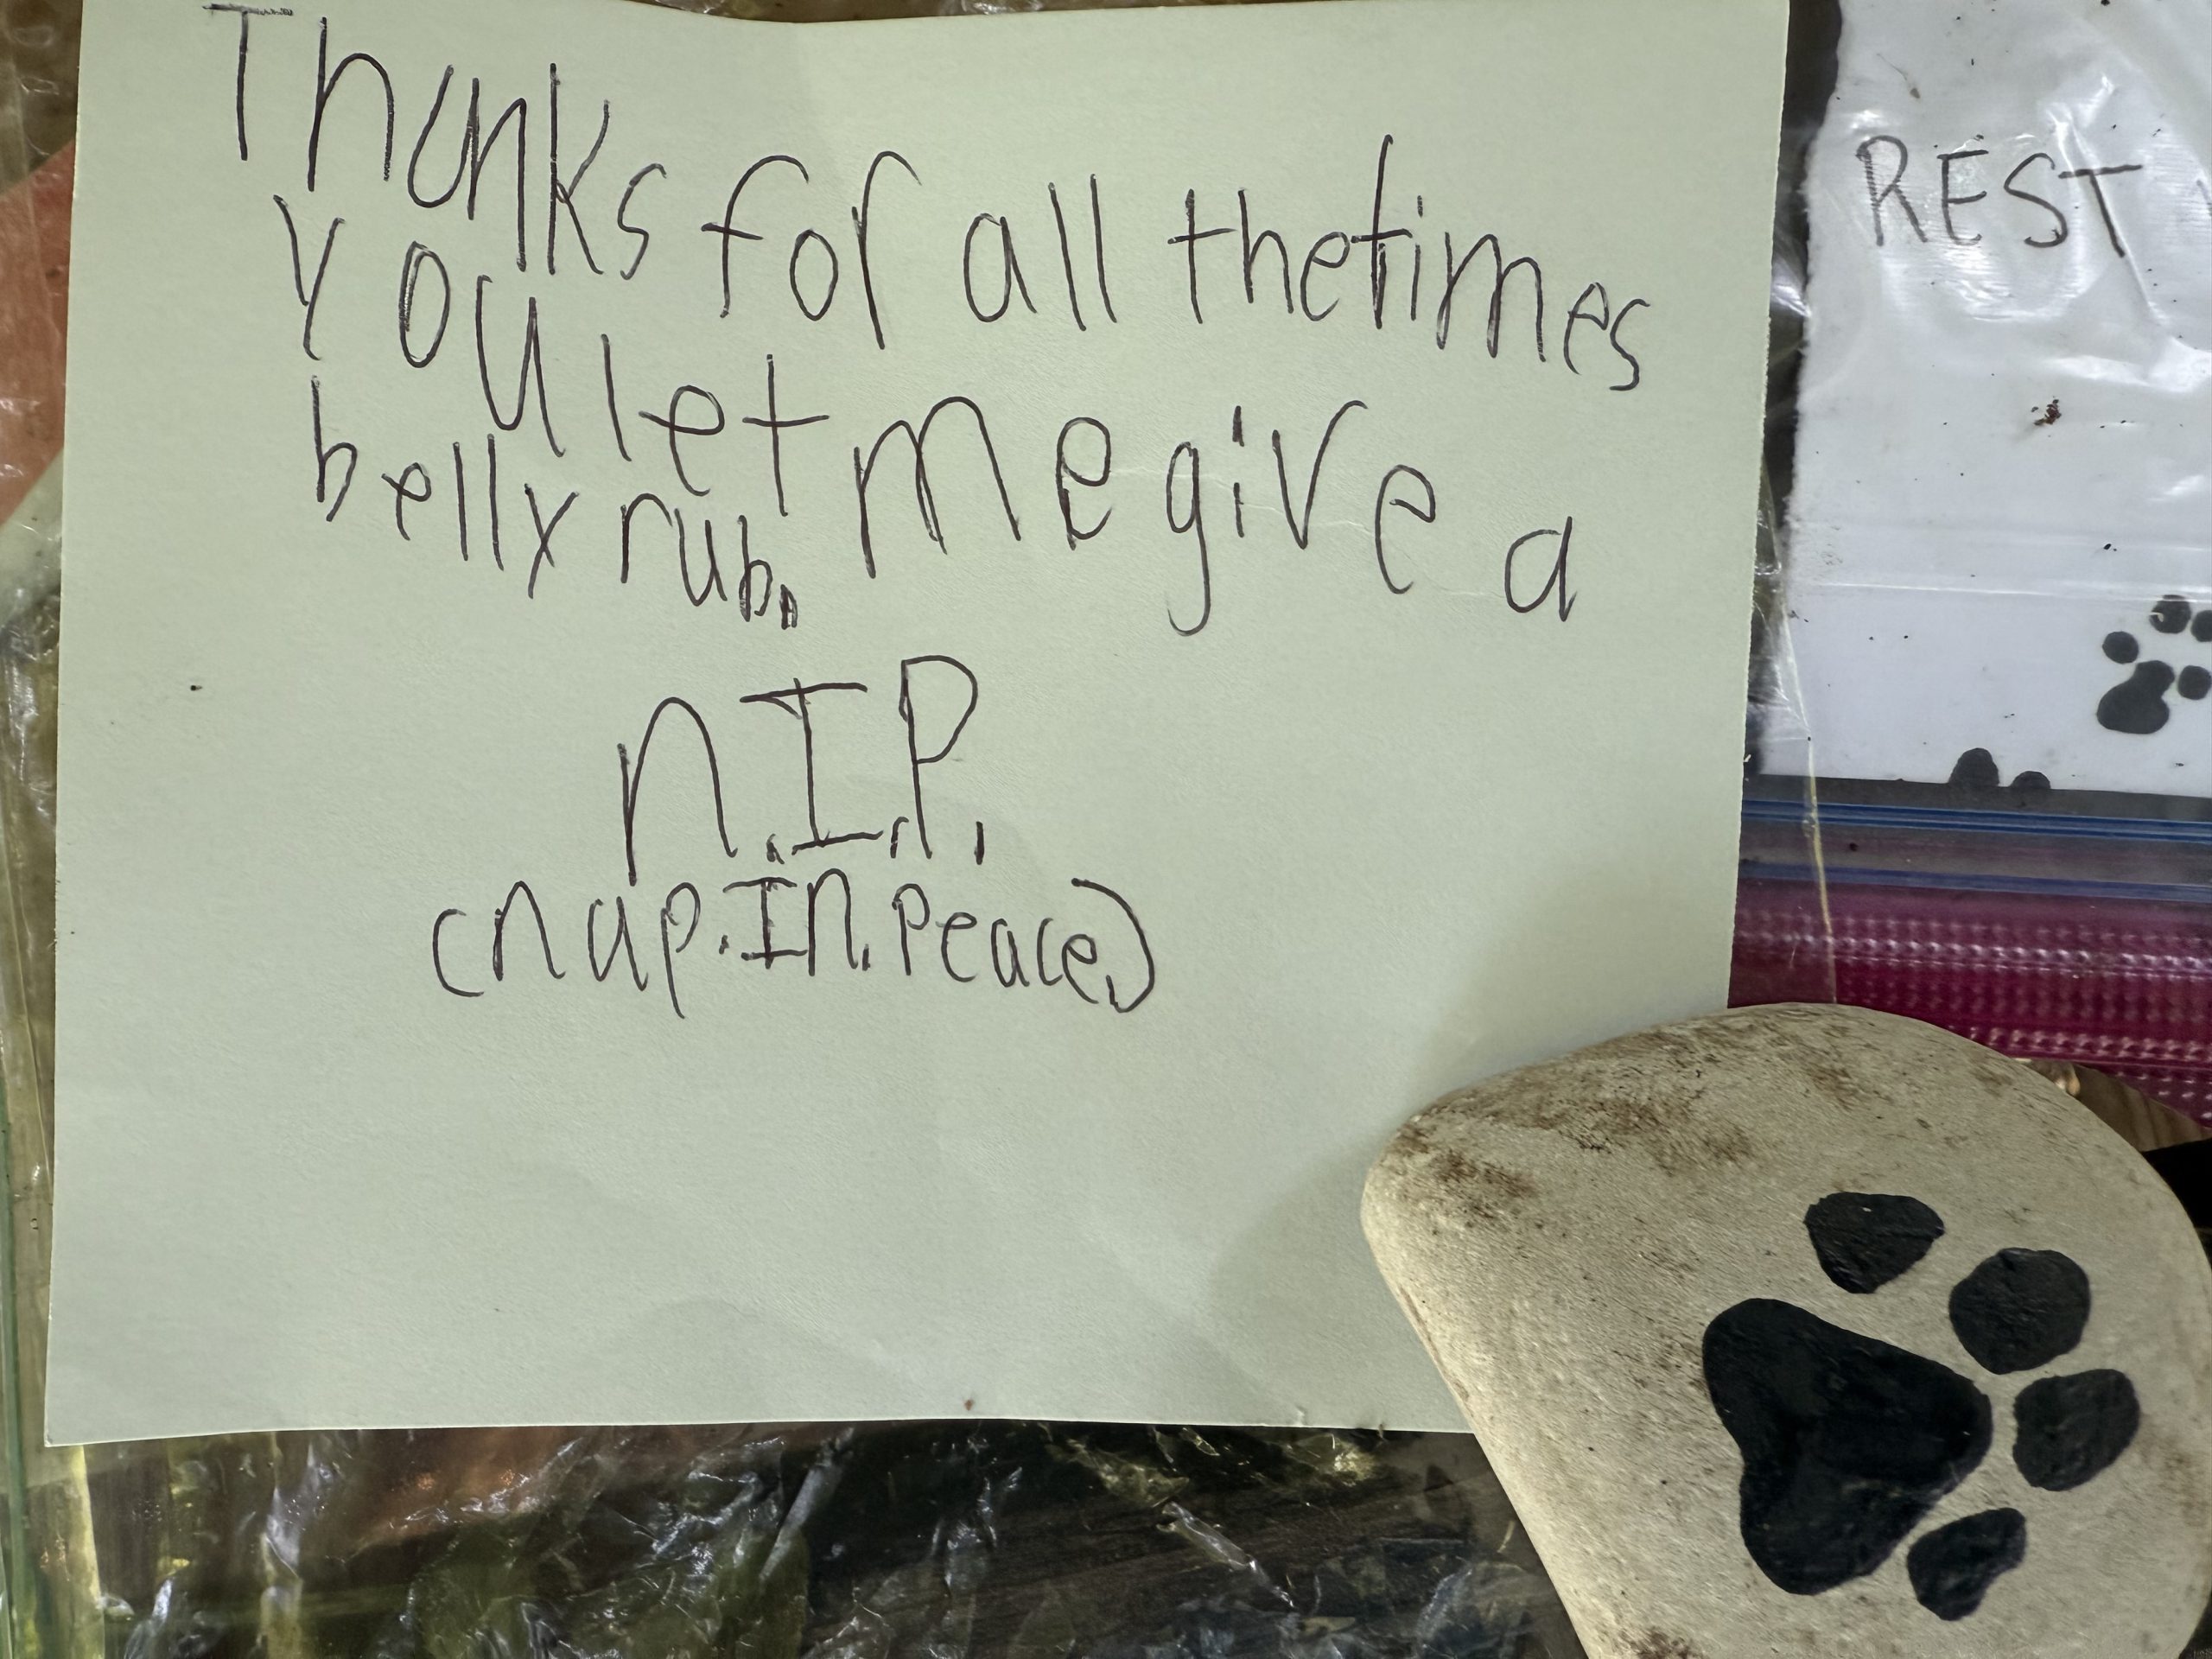 Thanks for all the times
you let me give a
belly rub.
n.I.P.
(nap.In.Peace.)
REST